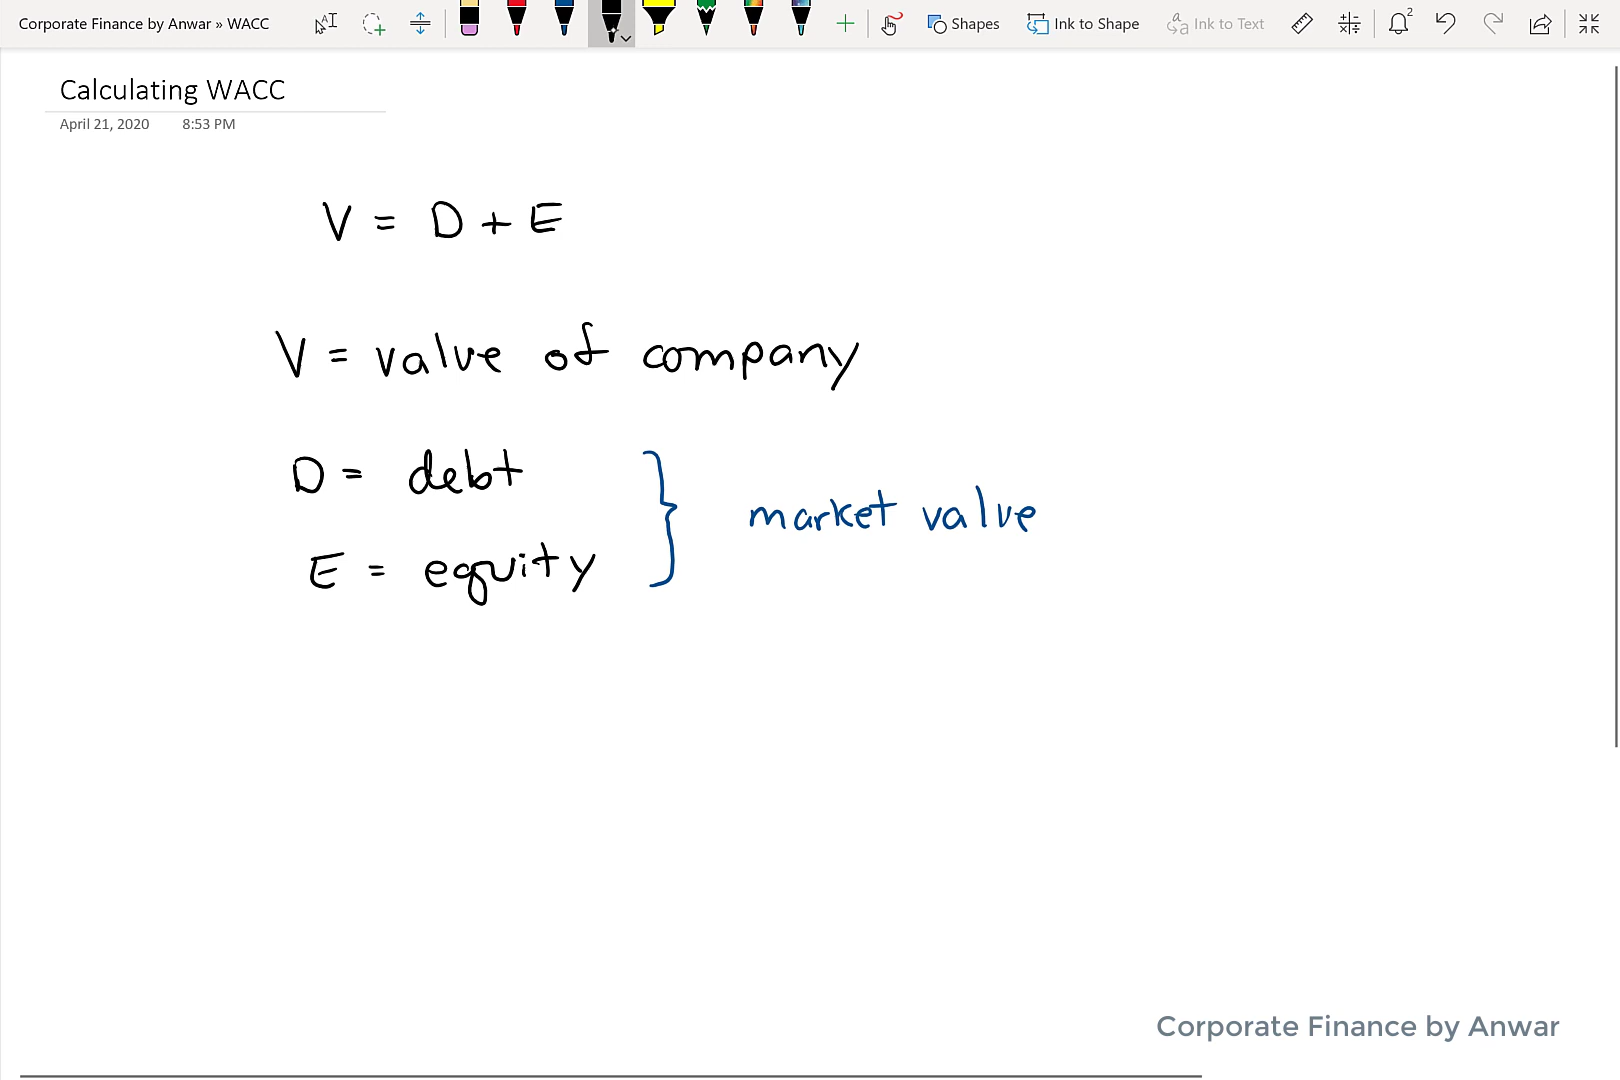 Corporate Finance by Anwar » WACC
Shapes
Ink to Shape
Ink to Text
2
Calculating WACC
April 21, 2020 8:53 PM
V = D + E
V = value of company
D = debt
E = equity
market value
Corporate Finance by Anwar